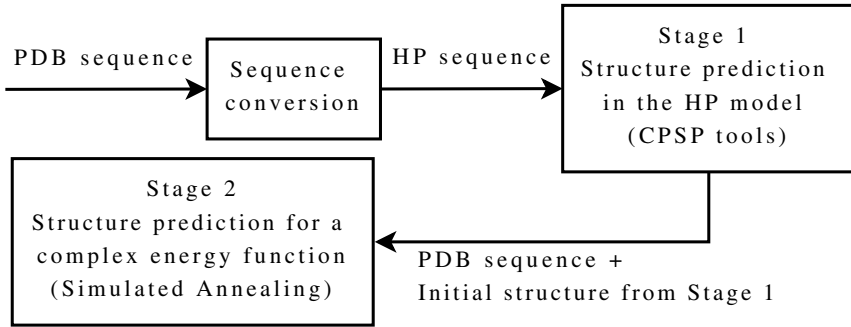 PDB sequence
Sequence
conversion
HP sequence
Stage 1
Structure prediction
in the HP model
(CPSP tools)
Stage 2
Structure prediction for a
complex energy function
(Simulated Annealing)
PDB sequence +
Initial structure from Stage 1